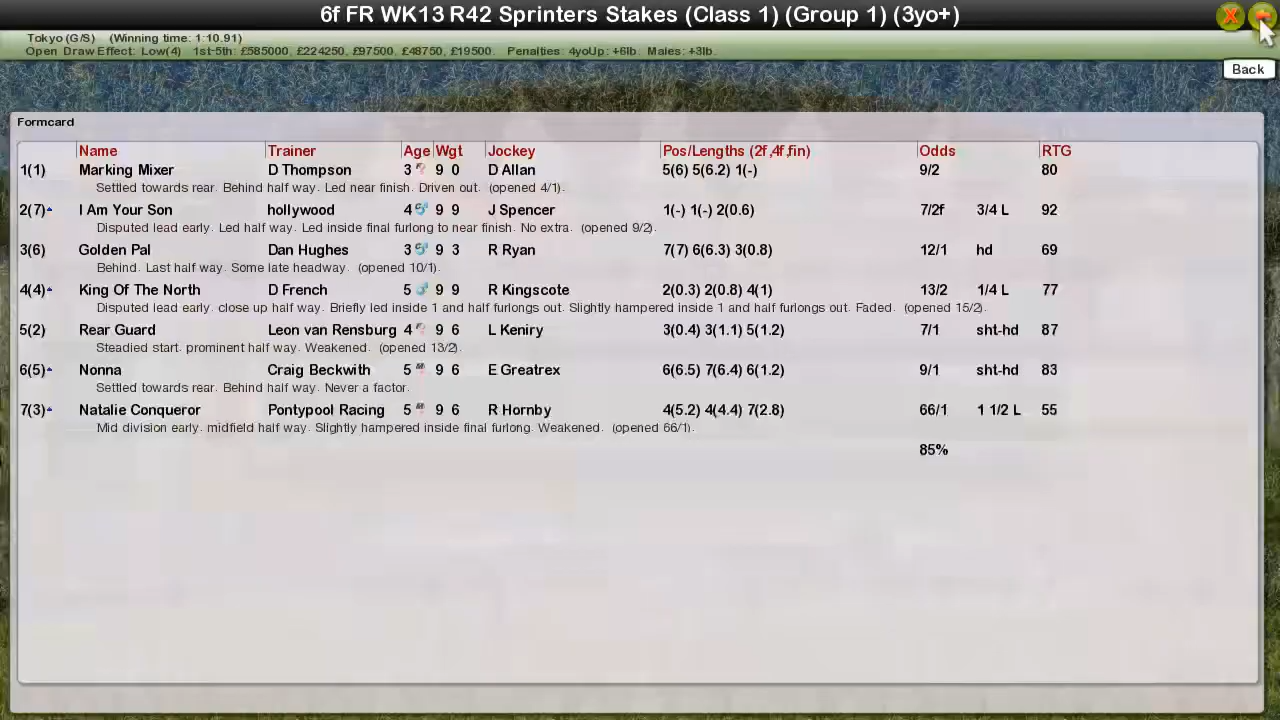 6f FR WK13 R42 Sprinters Stakes (Class 1) (Group 1) (3yo+)
Tokyo (G/S) (Winning time: 1:10.91)
Open Draw Effect: Low(4) 1st-5th: £585000, £224250, £97500, £48750, £19500. Penalties: 4yoUp: +6lb. Males: +3lb.
Back
Formcard
Name Trainer Age Wgt Jockey Pos/Lengths (2f,4f,fin) Odds RTG
1(1) Marking Mixer D Thompson 3 9 0 D Allan 5(6) 5(6.2) 1(-) 9/2 80
Settled towards rear. Behind half way. Led near finish. Driven out. (opened 4/1).
2(7) I Am Your Son hollywood 4 9 9 J Spencer 1(-) 1(-) 2(0.6) 7/2f 3/4 L 92
Disputed lead early. Led half way. Led inside final furlong to near finish. No extra. (opened 9/2).
3(6) Golden Pal Dan Hughes 3 9 3 R Ryan 7(7) 6(6.3) 3(0.8) 12/1 hd 69
Behind. Last half way. Some late headway. (opened 10/1).
4(4) King Of The North D French 5 9 9 R Kingscote 2(0.3) 2(0.8) 4(1) 13/2 1/4 L 77
Disputed lead early. close up half way. Briefly led inside 1 and half furlongs out. Slightly hampered inside 1 and half furlongs out. Faded. (opened 15/2).
5(2) Rear Guard Leon van Rensburg 4 9 6 L Keniry 3(0.4) 3(1.1) 5(1.2) 7/1 sht-hd 87
Steadied start. prominent half way. Weakened. (opened 13/2).
6(5) Nonna Craig Beckwith 5 9 6 E Greatrex 6(6.5) 7(6.4) 6(1.2) 9/1 sht-hd 83
Settled towards rear. Behind half way. Never a factor.
7(3) Natalie Conqueror Pontypool Racing 5 9 6 R Hornby 4(5.2) 4(4.4) 7(2.8) 66/1 1 1/2 L 55
Mid division early. midfield half way. Slightly hampered inside final furlong. Weakened. (opened 66/1).
85%